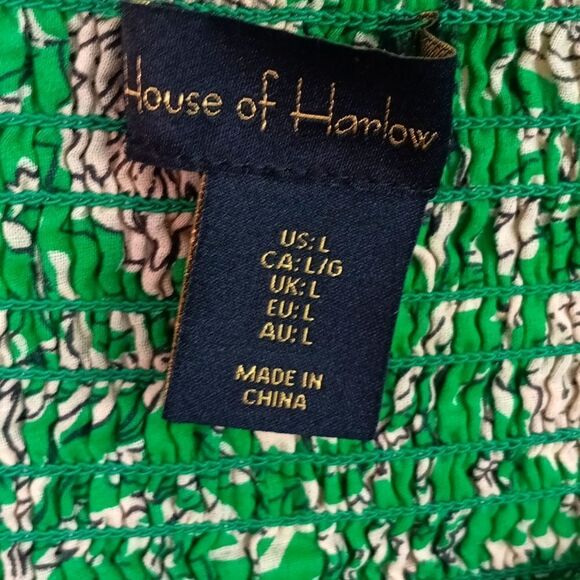 House of Harlow
US: L
CA: L/G
UK: L
EU: L
AU: L
MADE IN
CHINA